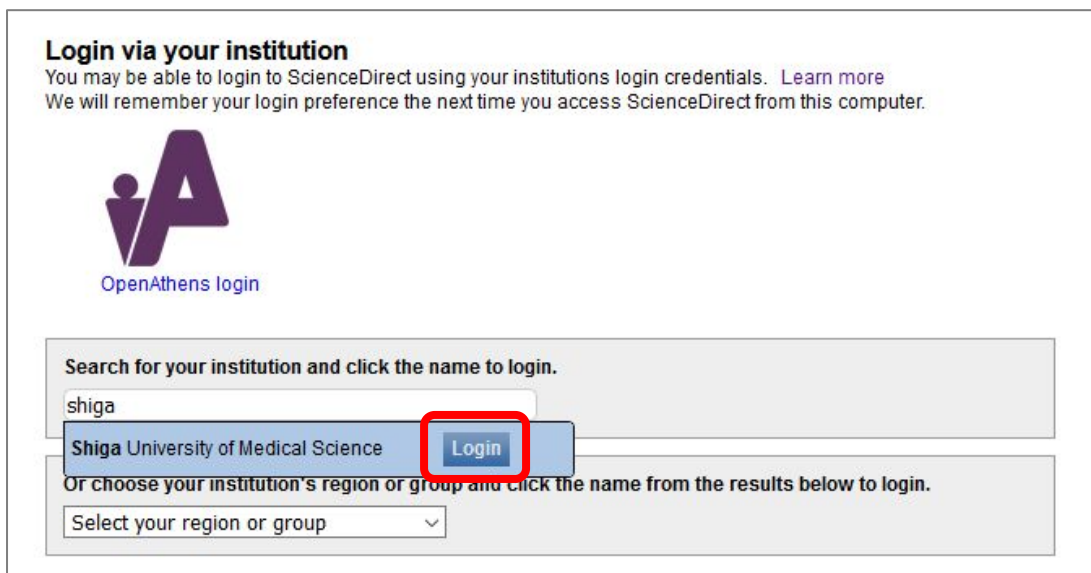 Login via your institution
You may be able to login to ScienceDirect using your institutions login credentials. Learn more
We will remember your login preference the next time you access ScienceDirect from this computer.
OpenAthens login
Search for your institution and click the name to login.
shiga
Shiga University of Medical Science Login
Or choose your institution's region or group and click the name from the results below to login.
Select your region or group